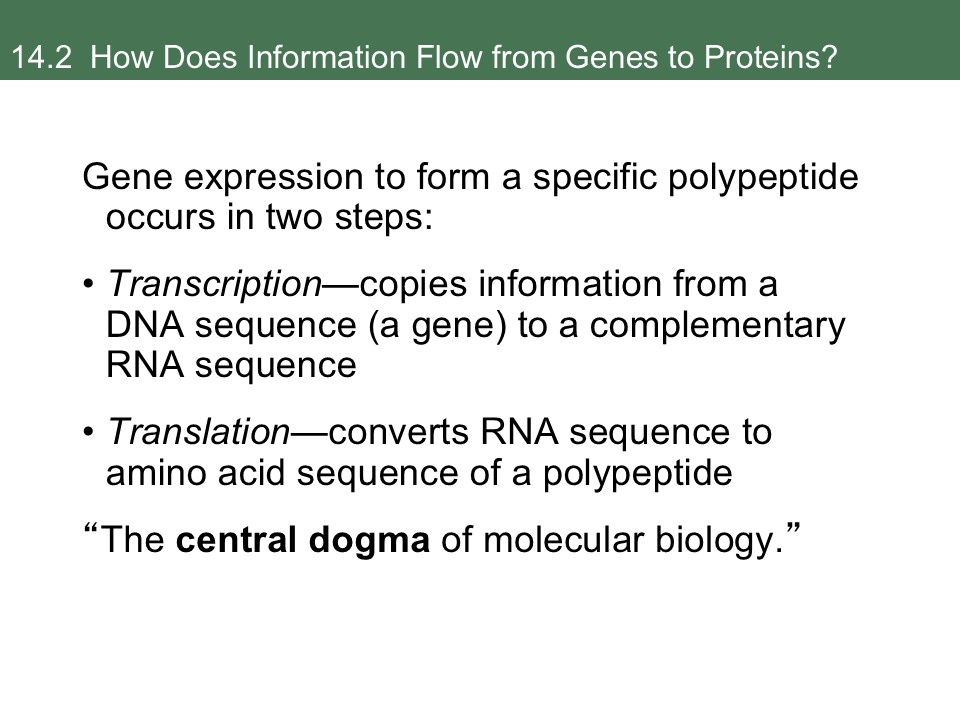 14.2 How Does Information Flow from Genes to Proteins?
Gene expression to form a specific polypeptide
occurs in two steps:
• Transcription—copies information from a
DNA sequence (a gene) to a complementary
RNA sequence
• Translation—converts RNA sequence to
amino acid sequence of a polypeptide
“The central dogma of molecular biology.”